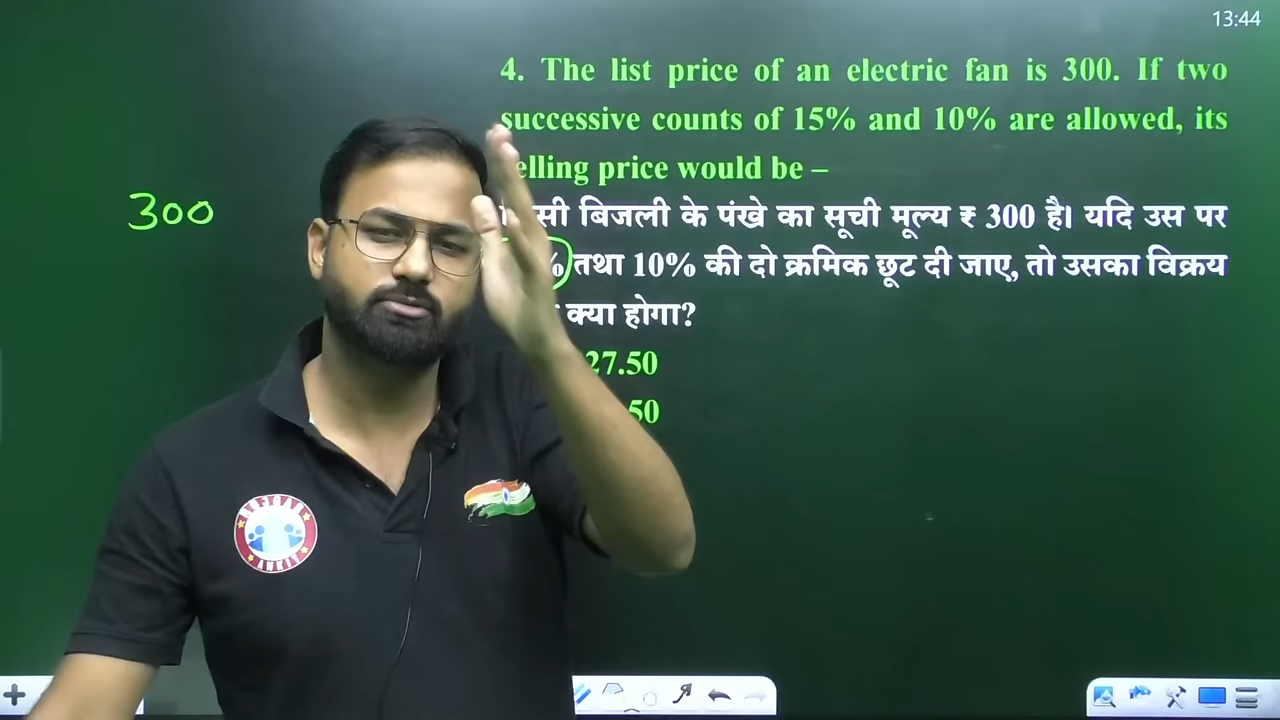 13:44
4. The list price of an electric fan is 300. If two
successive counts of 15% and 10% are allowed, its
elling price would be –
300
सी बिजली के पंखे का सूची मूल्य ₹ 300 है। यदि उस पर
% तथा 10% की दो क्रमिक छूट दी जाए, तो उसका विक्रय
क्या होगा?
27.50
50
ANKIT